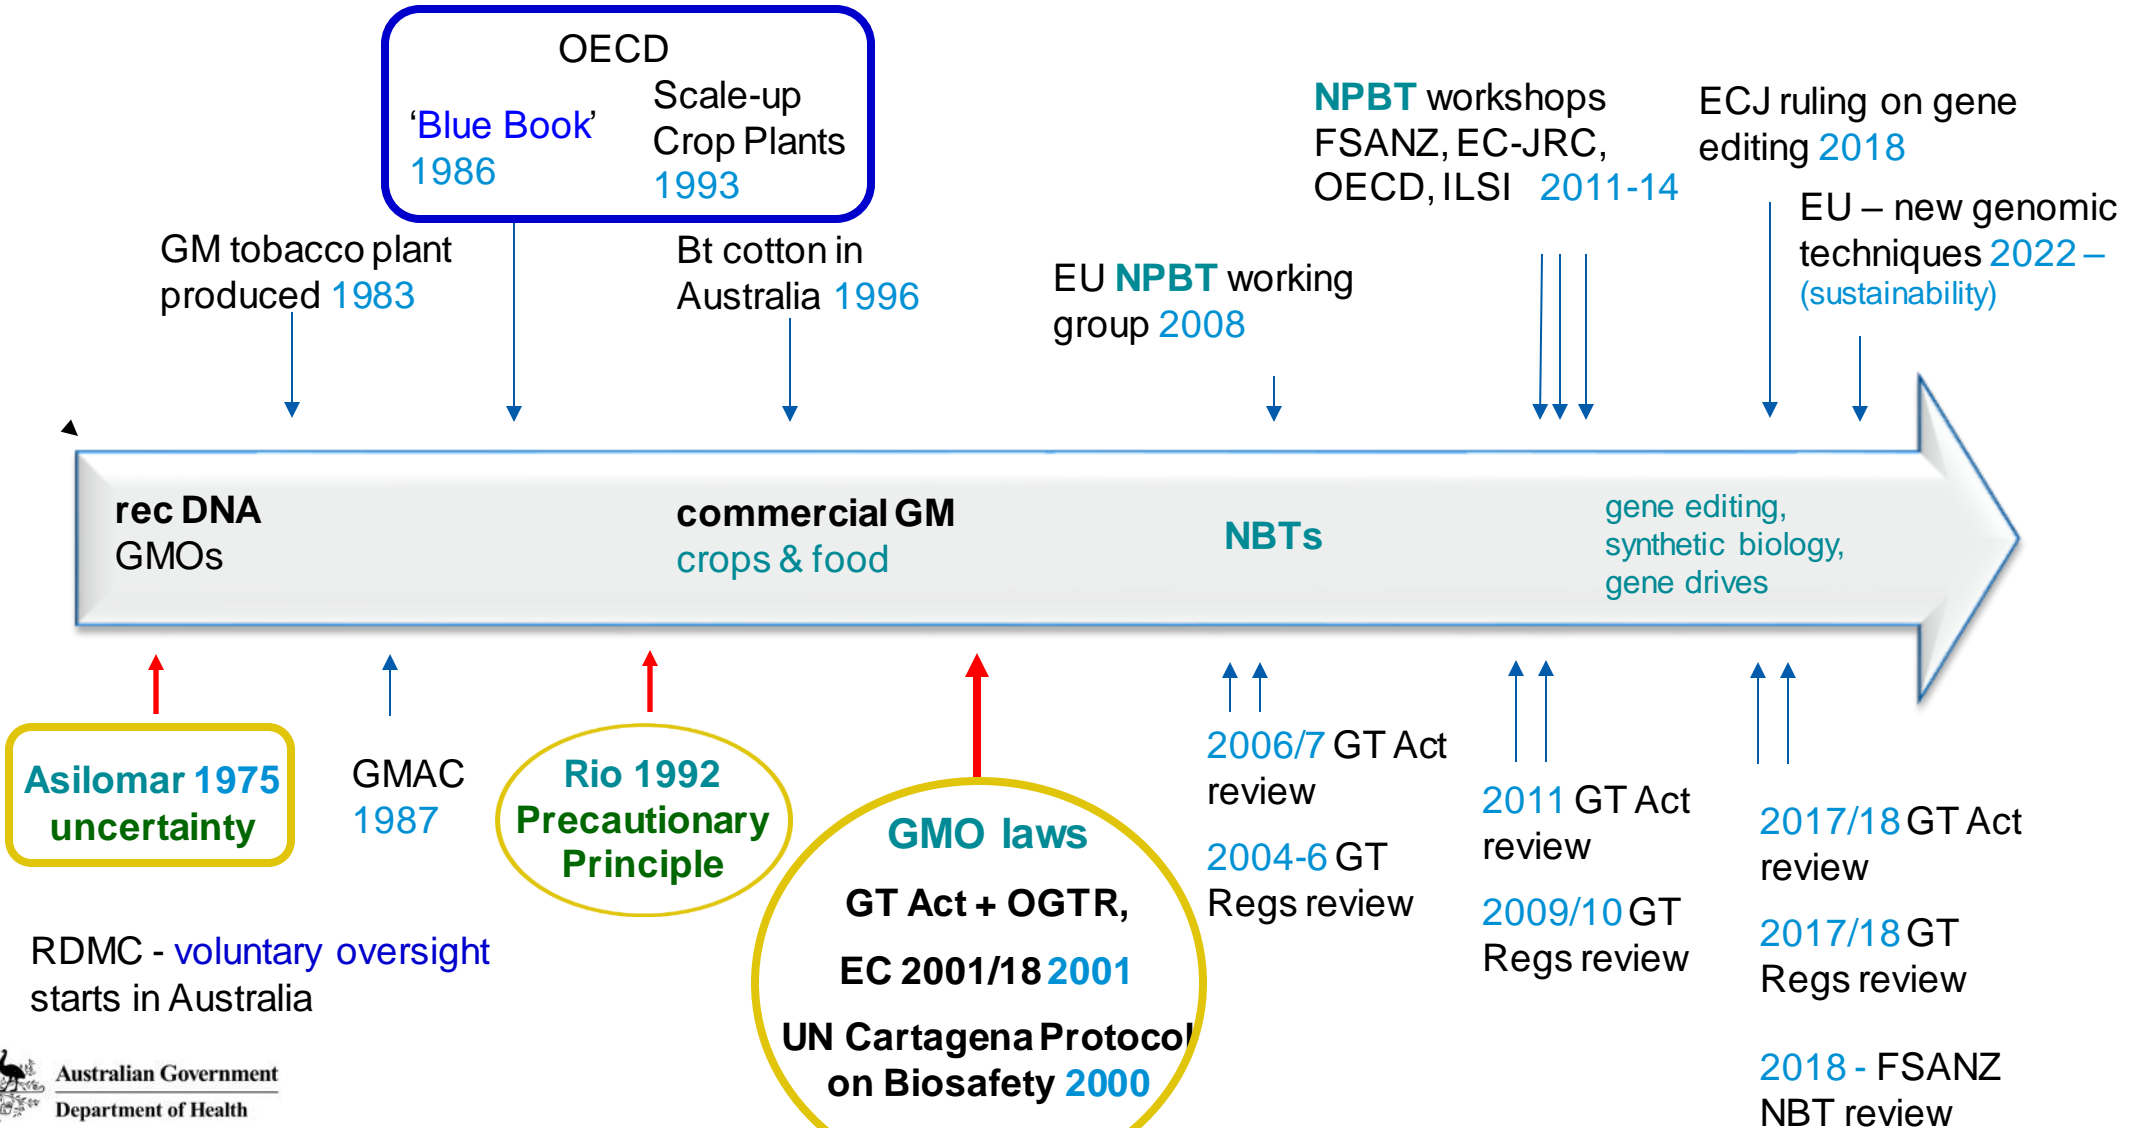 OECD
‘Blue Book’
1986
Scale-up
Crop Plants
1993
GM tobacco plant
produced 1983
Bt cotton in
Australia 1996
EU NPBT working
group 2008
NPBT workshops
FSANZ, EC-JRC,
OECD, ILSI 2011-14
ECJ ruling on gene
editing 2018
EU – new genomic
techniques 2022 –
(sustainability)
rec DNA
GMOs
commercial GM
crops & food
NBTs
gene editing,
synthetic biology,
gene drives
Asilomar 1975
uncertainty
GMAC
1987
Rio 1992
Precautionary
Principle
GMO laws
GT Act + OGTR,
EC 2001/18 2001
UN Cartagena Protocol
on Biosafety 2000
2006/7 GT Act
review
2004-6 GT
Regs review
2011 GT Act
review
2009/10 GT
Regs review
2017/18 GT Act
review
2017/18 GT
Regs review
2018 - FSANZ
NBT review
RDMC - voluntary oversight
starts in Australia
Australian Government
Department of Health